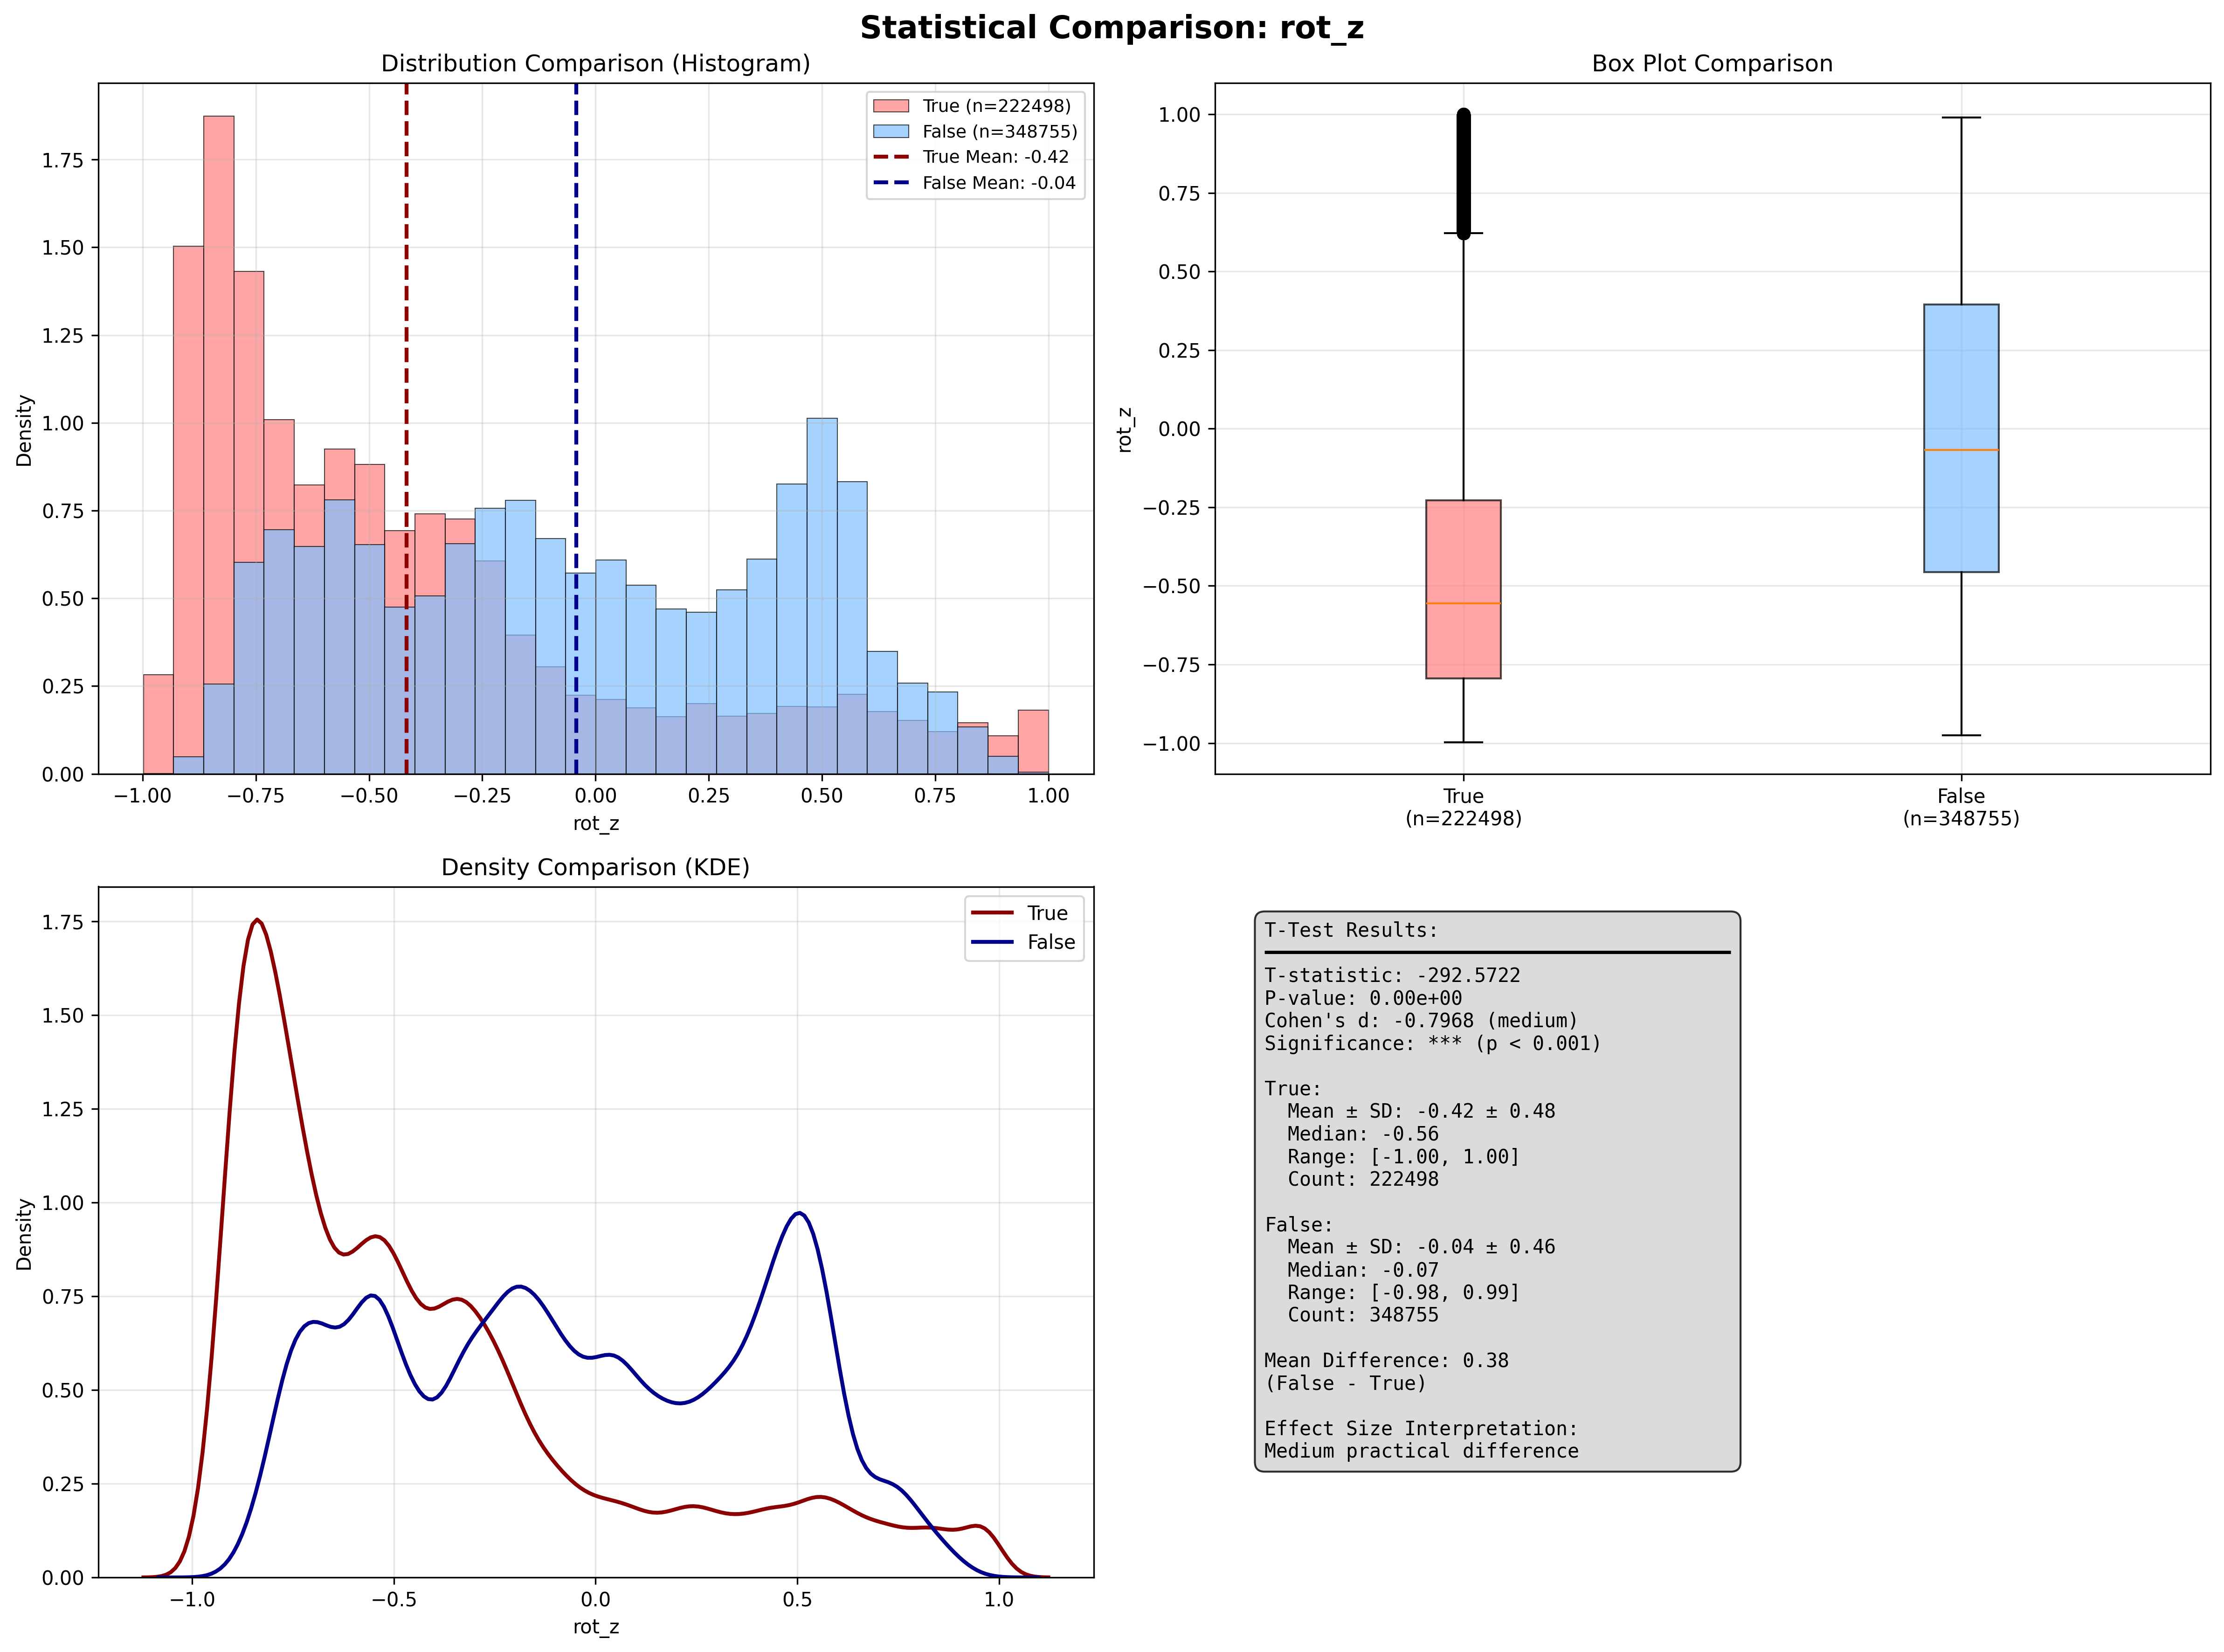 Statistical Comparison: rot_z
Distribution Comparison (Histogram)
True (n=222498)
False (n=348755)
True Mean: -0.42
False Mean: -0.04
Density
1.75
1.50
1.25
1.00
0.75
0.50
0.25
0.00
−1.00 −0.75 −0.50 −0.25 0.00 0.25 0.50 0.75 1.00
rot_z
Box Plot Comparison
rot_z
1.00
0.75
0.50
0.25
0.00
−0.25
−0.50
−0.75
−1.00
True
(n=222498)
False
(n=348755)
Density Comparison (KDE)
True
False
Density
1.75
1.50
1.25
1.00
0.75
0.50
0.25
0.00
−1.0 −0.5 0.0 0.5 1.0
rot_z
T-Test Results:
T-statistic: -292.5722
P-value: 0.00e+00
Cohen's d: -0.7968 (medium)
Significance: *** (p < 0.001)
True:
Mean ± SD: -0.42 ± 0.48
Median: -0.56
Range: [-1.00, 1.00]
Count: 222498
False:
Mean ± SD: -0.04 ± 0.46
Median: -0.07
Range: [-0.98, 0.99]
Count: 348755
Mean Difference: 0.38
(False - True)
Effect Size Interpretation:
Medium practical difference